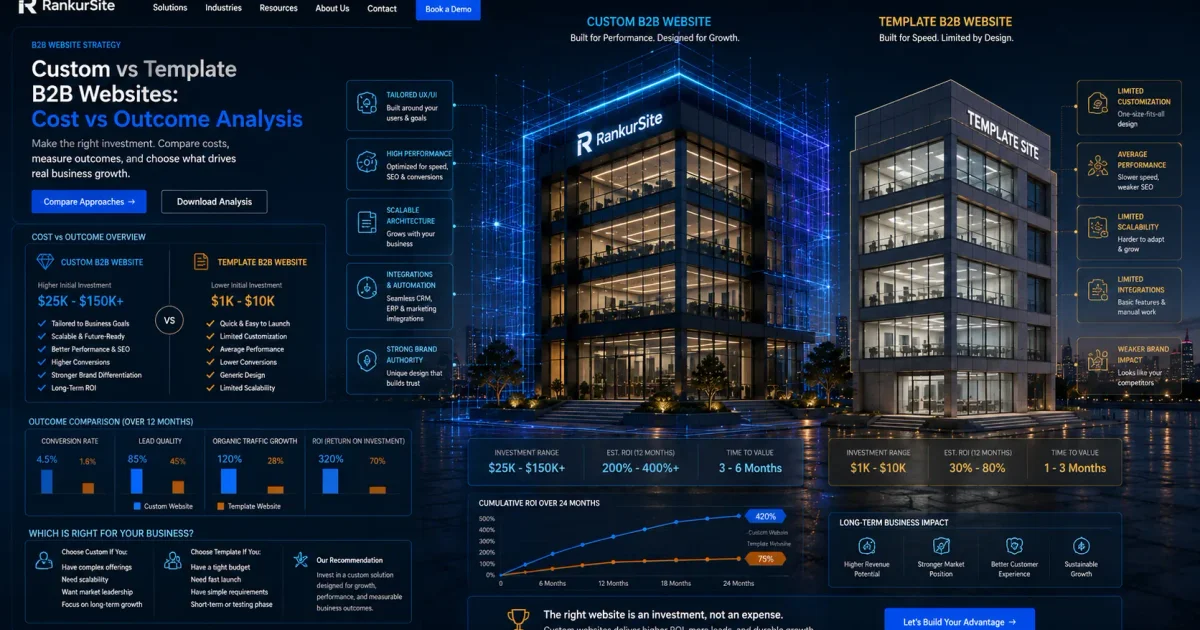 RankurSite
Solutions
Industries
Resources
About Us
Contact
Book a Demo
B2B WEBSITE STRATEGY
Custom vs Template
B2B Websites:
Cost vs Outcome Analysis
Make the right investment. Compare costs,
measure outcomes, and choose what drives
real business growth.
Compare Approaches →
Download Analysis
COST vs OUTCOME OVERVIEW
CUSTOM B2B WEBSITE
Higher Initial Investment
$25K - $150K+
Tailored to Business Goals
Scalable & Future-Ready
Better Performance & SEO
Higher Conversions
Stronger Brand Differentiation
Long-Term ROI
VS
TEMPLATE B2B WEBSITE
Lower Initial Investment
$1K - $10K
Quick & Easy to Launch
Limited Customization
Average Performance
Lower Conversions
Generic Design
Limited Scalability
OUTCOME COMPARISON (OVER 12 MONTHS)
CONVERSION RATE
4.5%
1.6%
LEAD QUALITY
85%
45%
ORGANIC TRAFFIC GROWTH
120%
28%
ROI (RETURN ON INVESTMENT)
320%
70%
Custom Website
Template Website
WHICH IS RIGHT FOR YOUR BUSINESS?
Choose Custom If You:
Have complex offerings
Need scalability
Want market leadership
Focus on long-term growth
Choose Template If You:
Have a tight budget
Need fast launch
Have simple requirements
Short-term or testing phase
Our Recommendation
Invest in a custom solution
designed for growth,
performance, and measurable
business outcomes.
TAILORED UX/UI
Built around your
users & goals
HIGH PERFORMANCE
Optimized for speed,
SEO & conversions
SCALABLE
ARCHITECTURE
Grows with your
business
INTEGRATIONS
& AUTOMATION
Seamless CRM,
ERP & marketing
integrations
STRONG BRAND
AUTHORITY
Unique design that
builds trust
CUSTOM B2B WEBSITE
Built for Performance. Designed for Growth.
RankurSite
TEMPLATE B2B WEBSITE
Built for Speed. Limited by Design.
TEMPLATE SITE
LIMITED
CUSTOMIZATION
One-size-fits-all
design
AVERAGE
PERFORMANCE
Slower speed,
weaker SEO
LIMITED
SCALABILITY
Harder to adapt
& grow
LIMITED
INTEGRATIONS
Basic features &
manual work
WEAKER BRAND
IMPACT
Looks like your
competitors
INVESTMENT RANGE
$25K - $150K+
EST. ROI (12 MONTHS)
200% - 400%+
TIME TO VALUE
3 - 6 Months
INVESTMENT RANGE
$1K - $10K
EST. ROI (12 MONTHS)
30% - 80%
TIME TO VALUE
1 - 3 Months
CUMULATIVE ROI OVER 24 MONTHS
500%
400%
300%
200%
100%
0%
0
6 Months
12 Months
18 Months
24 Months
420%
Custom Website
Template Website
75%
LONG-TERM BUSINESS IMPACT
Higher Revenue
Potential
Stronger Market
Position
Better Customer
Experience
Sustainable
Growth
The right website is an investment, not an expense.
Custom websites deliver higher ROI, more leads, and durable growth.
Let's Build Your Advantage →